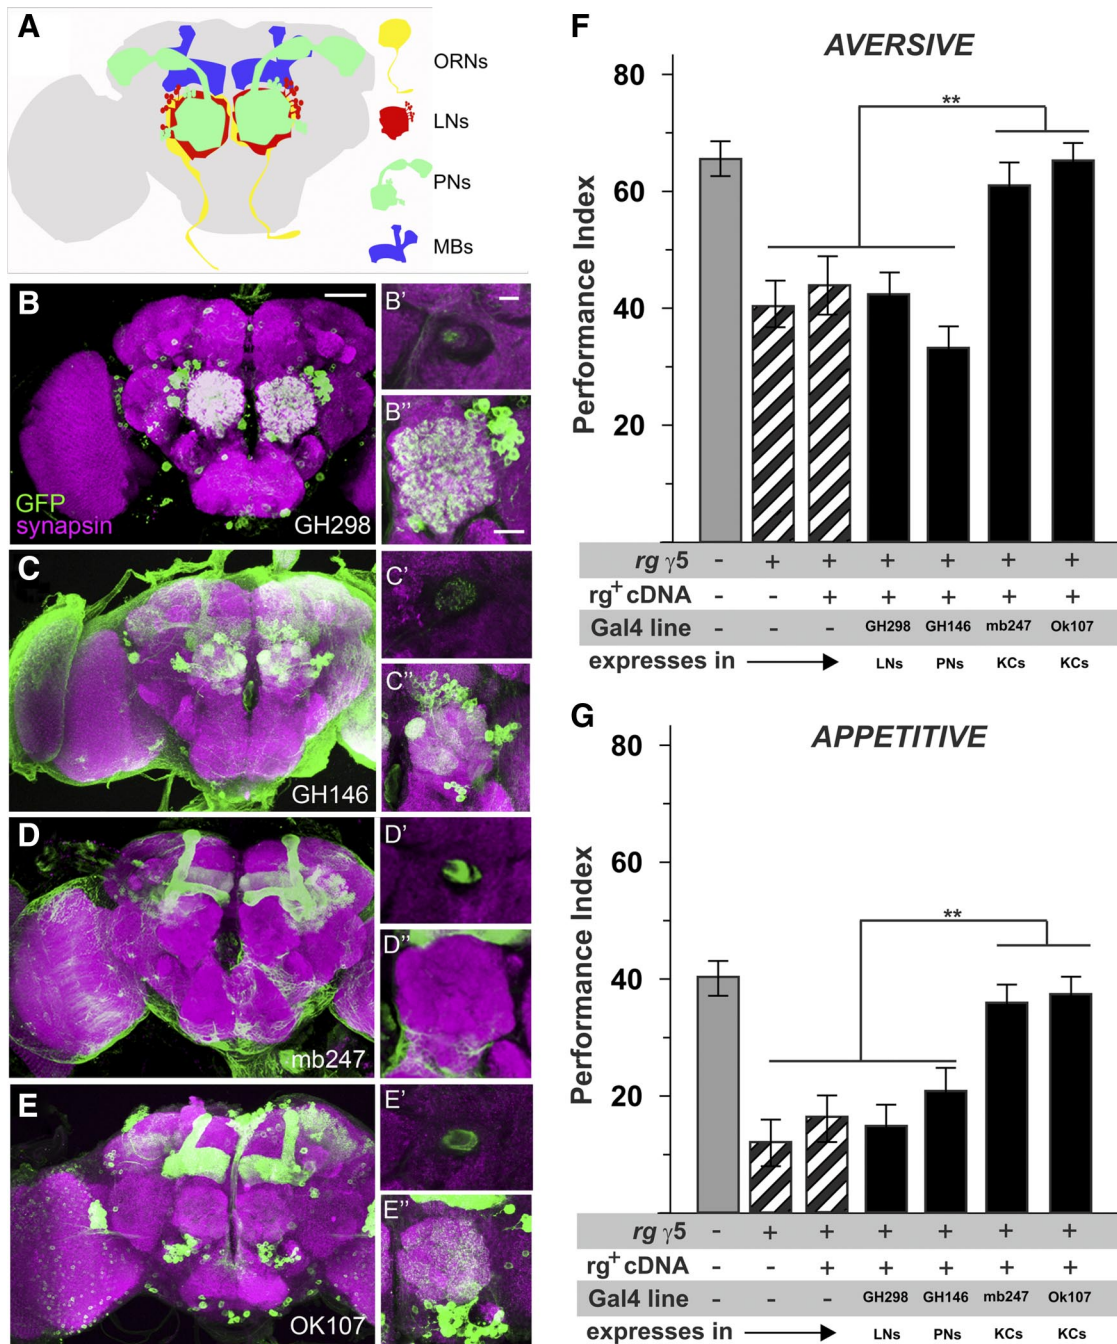 A
ORNs
LNs
PNs
MBs
B
GFP
synapsin
GH298
B'
B''
C
GH146
C'
C''
D
mb247
D'
D''
E
OK107
E'
E''
F
AVERSIVE
Performance Index
80
60
40
20
**
rg γ5 - + + + + + +
rg+ cDNA - - + + + + +
Gal4 line - - - GH298 GH146 mb247 Ok107
expresses in LNs PNs KCs KCs
G
APPETITIVE
Performance Index
80
60
40
20
**
rg γ5 - + + + + + +
rg+ cDNA - - + + + + +
Gal4 line - - - GH298 GH146 mb247 Ok107
expresses in LNs PNs KCs KCs